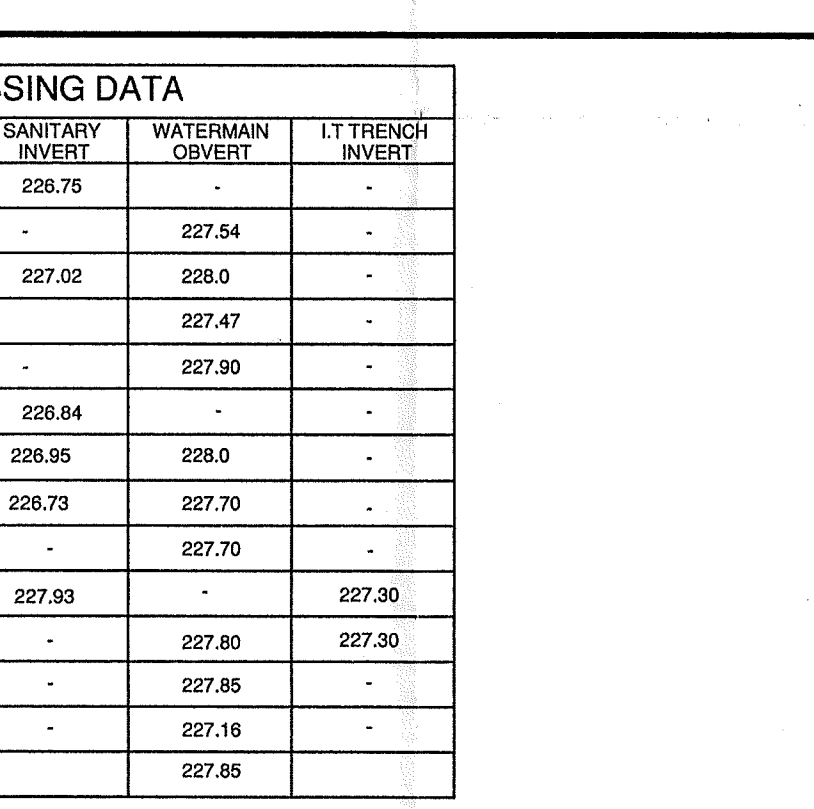 SING DATA
SANITARY INVERT WATERMAIN OBVERT I.T TRENCH INVERT
226.75 - -
- 227.54 -
227.02 228.0 -
227.47 -
- 227.90 -
226.84 - -
226.95 228.0 -
226.73 227.70 -
- 227.70 -
227.93 - 227.30
- 227.80 227.30
- 227.85 -
- 227.16 -
227.85